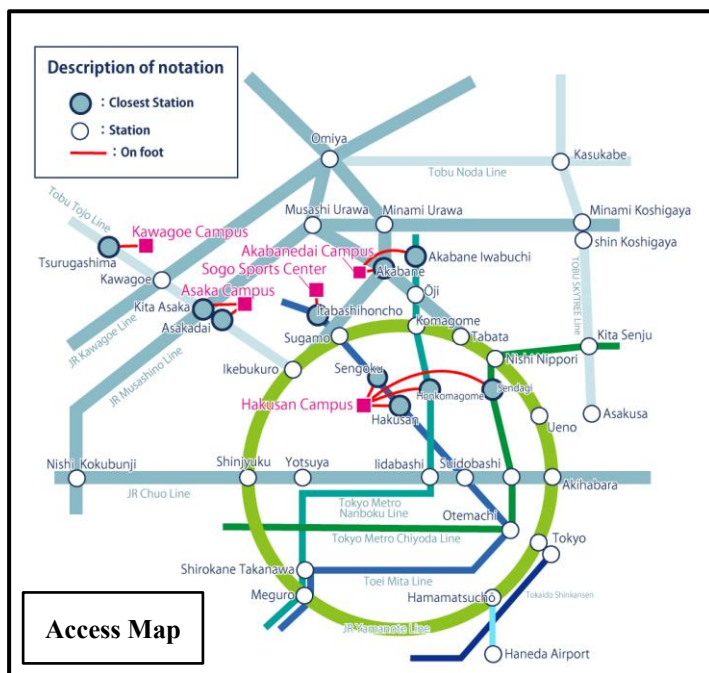 Description of notation
: Closest Station
: Station
: On foot
Omiya
Kasukabe
Tobu Noda Line
Tobu Tojo Line
Kawagoe Campus
Musashi Urawa
Minami Urawa
Minami Koshigaya
shin Koshigaya
Tsurugashima
Akabanedai Campus
Akabane Iwabuchi
Akabane
Kawagoe
Sogo Sports Center
TOBU SKYTREE Line
Asaka Campus
Ōji
Kita Asaka
Itabashihoncho
Asakadai
Komagome
JR Kawagoe Line
Sugamo
Tabata
Kita Senju
JR Musashino Line
Ikebukuro
Sengoku
Nishi Nippori
Honkomagome
Sendagi
Hakusan Campus
Hakusan
Asakusa
Ueno
Nishi Kokubunji
Shinjyuku
Yotsuya
Iidabashi
Suidobashi
Akihabara
JR Chuo Line
Tokyo Metro
Nanboku Line
Otemachi
Tokyo Metro Chiyoda Line
Tokyo
Shirokane Takanawa
Toei Mita Line
Meguro
Hamamatsucho
Tokaido Shinkansen
JR Yamanote Line
Haneda Airport
Access Map